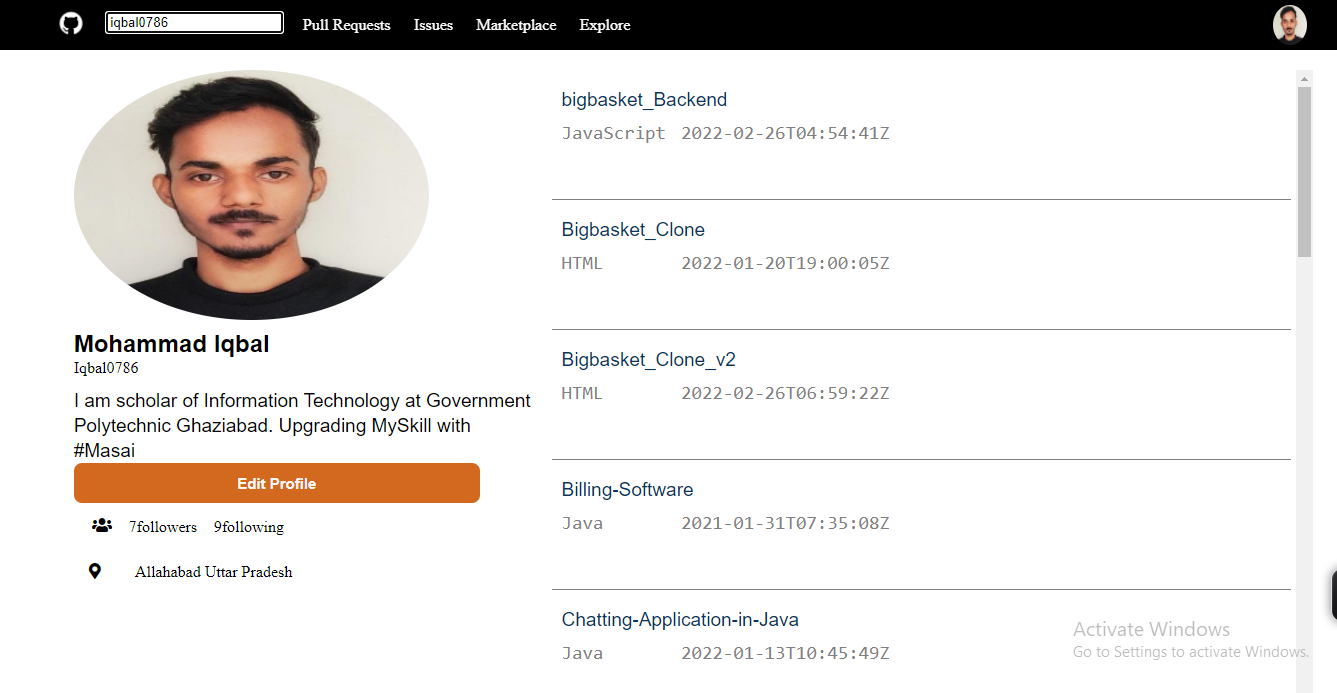 iqbal0786 Pull Requests Issues Marketplace Explore
Mohammad Iqbal
Iqbal0786
I am scholar of Information Technology at Government
Polytechnic Ghaziabad. Upgrading MySkill with
#Masai
Edit Profile
7followers 9following
Allahabad Uttar Pradesh
bigbasket_Backend
JavaScript 2022-02-26T04:54:41Z
Bigbasket_Clone
HTML 2022-01-20T19:00:05Z
Bigbasket_Clone_v2
HTML 2022-02-26T06:59:22Z
Billing-Software
Java 2021-01-31T07:35:08Z
Chatting-Application-in-Java
Java 2022-01-13T10:45:49Z
Activate Windows
Go to Settings to activate Windows.